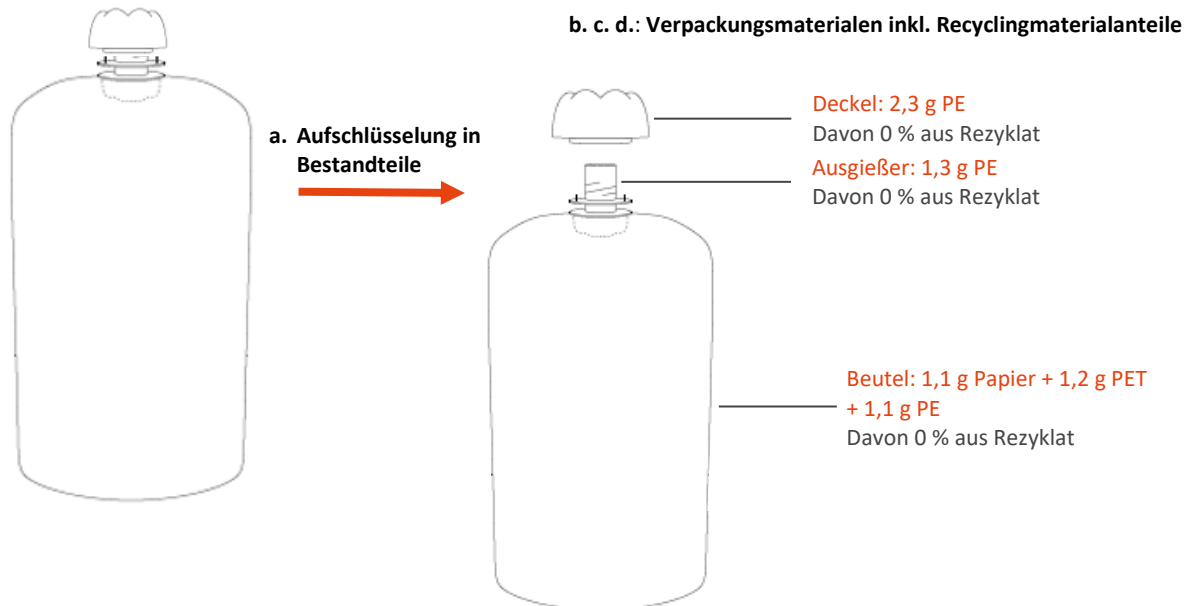 b. c. d.: Verpackungsmaterialen inkl. Recyclingmaterialanteile
a. Aufschlüsselung in
Bestandteile
Deckel: 2,3 g PE
Davon 0 % aus Rezyklat
Ausgießer: 1,3 g PE
Davon 0 % aus Rezyklat
Beutel: 1,1 g Papier + 1,2 g PET
+ 1,1 g PE
Davon 0 % aus Rezyklat